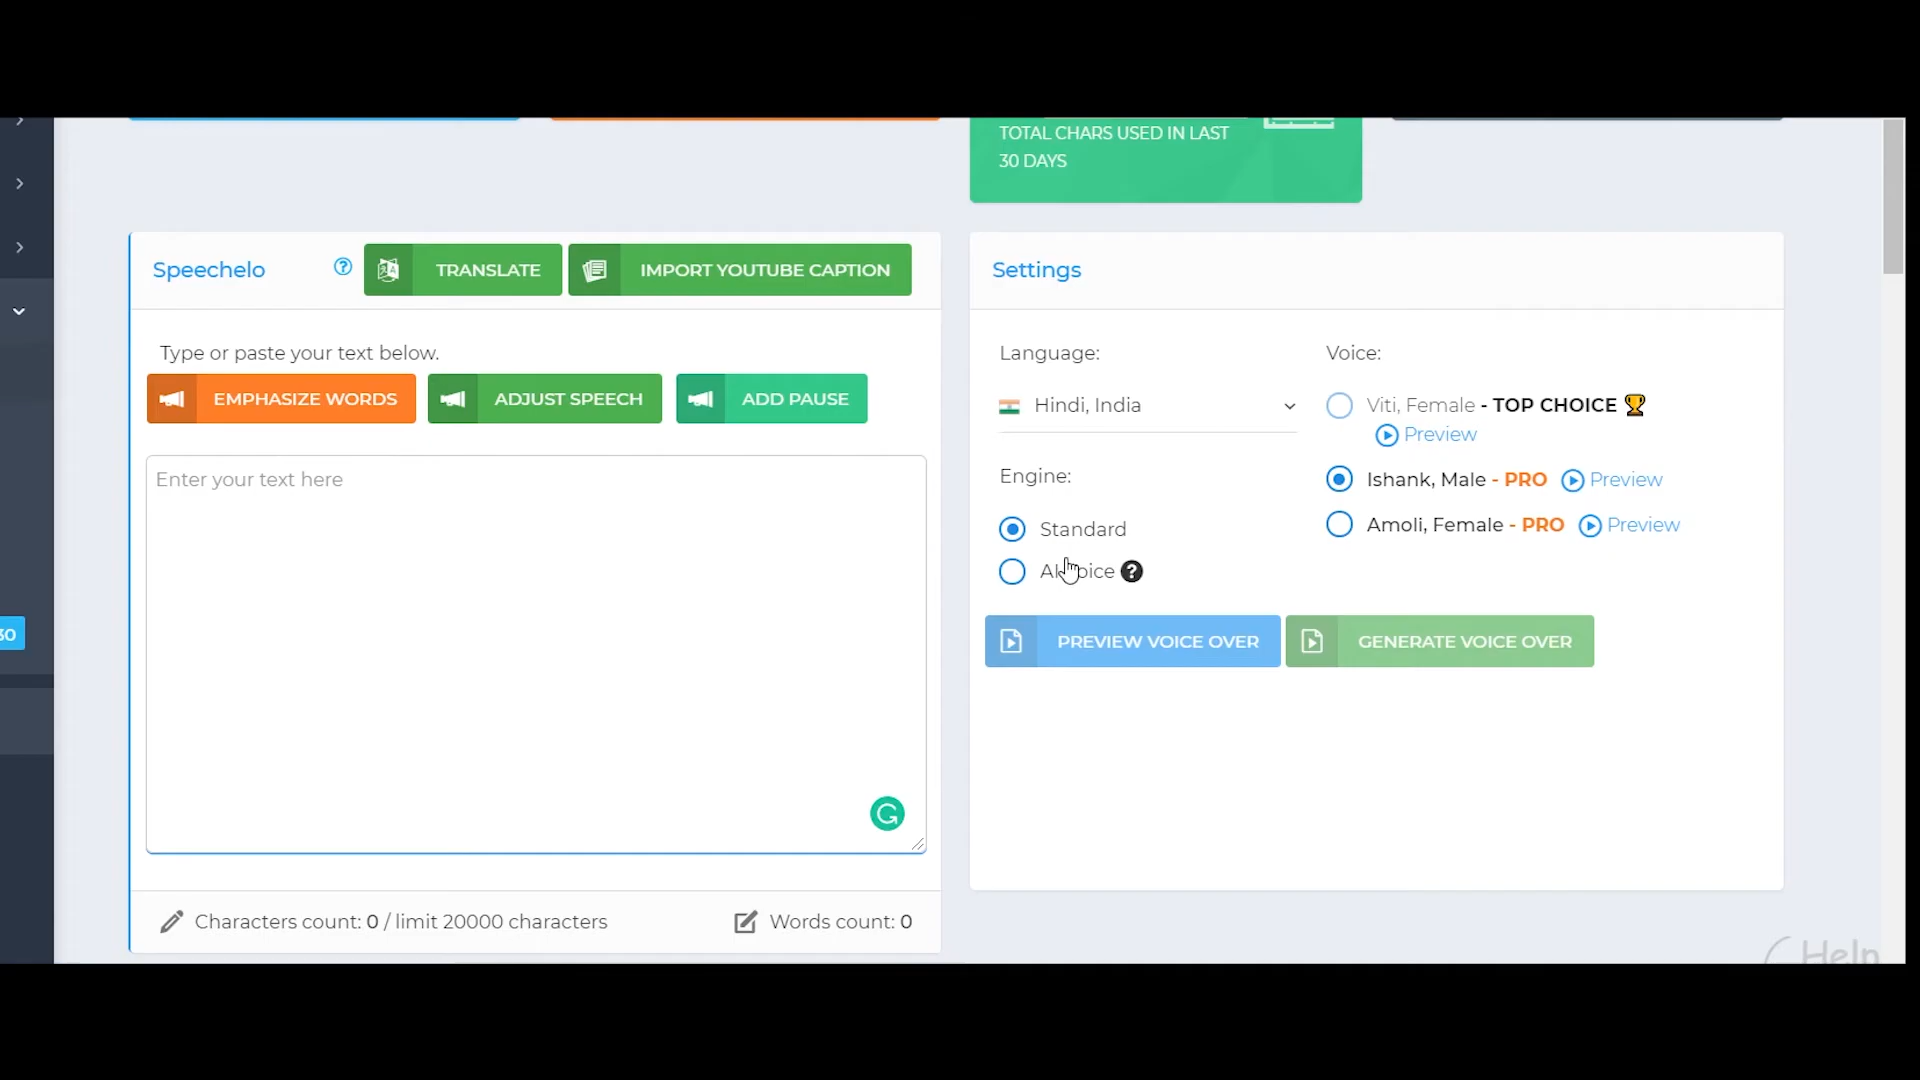 TOTAL CHARS USED IN LAST
30 DAYS
Speechelo
TRANSLATE
IMPORT YOUTUBE CAPTION
Type or paste your text below.
EMPHASIZE WORDS
ADJUST SPEECH
ADD PAUSE
Enter your text here
Characters count: 0 / limit 20000 characters
Words count: 0
Settings
Language:
Hindi, India
Engine:
Standard
AI Voice
Voice:
Viti, Female - TOP CHOICE
Preview
Ishank, Male - PRO Preview
Amoli, Female - PRO Preview
PREVIEW VOICE OVER
GENERATE VOICE OVER
Help